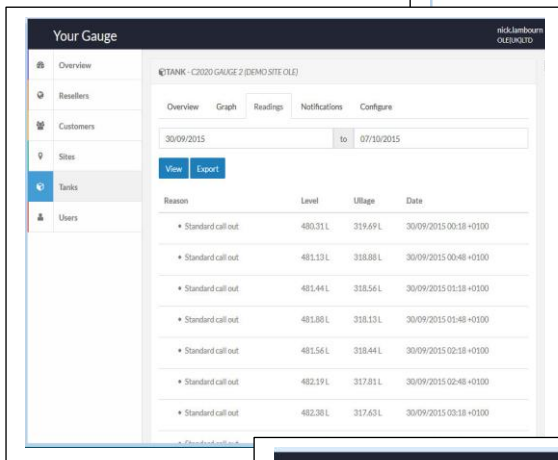 Your Gauge
nick.lambourn
OLE(UK)LTD
Overview
Resellers
Customers
Sites
Tanks
Users
TANK - C2020 GAUGE 2 (DEMO SITE OLE)
Overview Graph Readings Notifications Configure
30/09/2015 to 07/10/2015
View Export
Reason Level Ullage Date
• Standard call out 480.31 L 319.69 L 30/09/2015 00:18 +0100
• Standard call out 481.13 L 318.88 L 30/09/2015 00:48 +0100
• Standard call out 481.44 L 318.56 L 30/09/2015 01:18 +0100
• Standard call out 481.88 L 318.13 L 30/09/2015 01:48 +0100
• Standard call out 481.56 L 318.44 L 30/09/2015 02:18 +0100
• Standard call out 482.19 L 317.81 L 30/09/2015 02:48 +0100
• Standard call out 482.38 L 317.63 L 30/09/2015 03:18 +0100